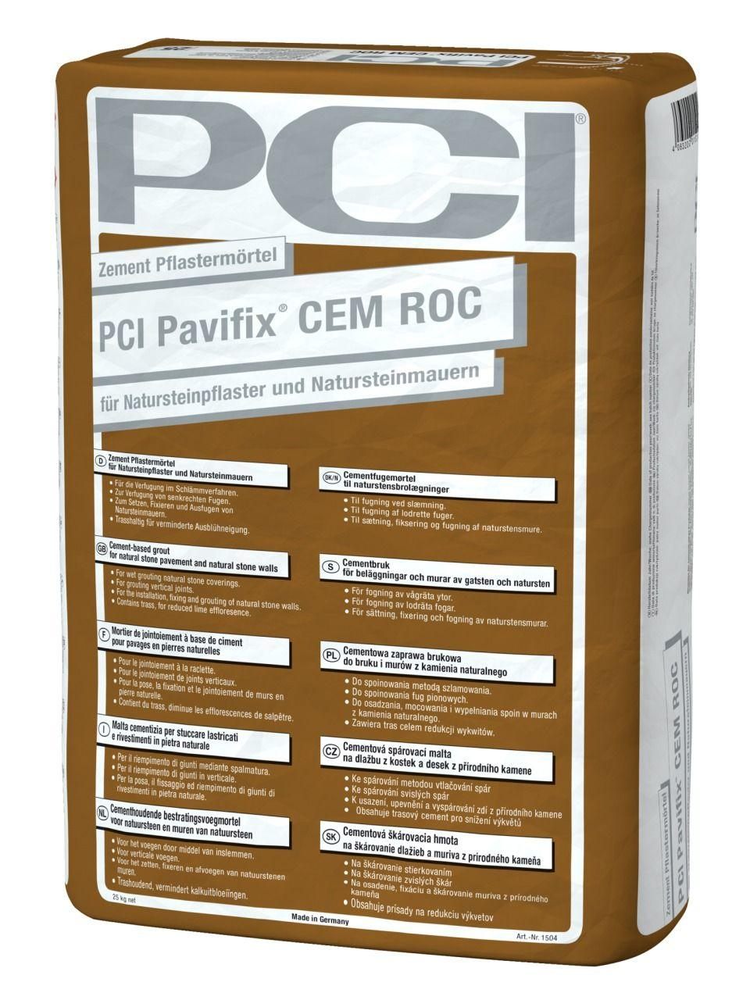 PCI PAVIFIX CEM ROC
25
PCI®
Zement Pflastermörtel
PCI Pavifix® CEM ROC
für Natursteinpflaster und Natursteinmauern
D Zement Pflastermörtel
für Natursteinpflaster und Natursteinmauern
• Für die Verfugung im Schlämmverfahren.
• Zur Verfugung von senkrechten Fugen.
• Zum Setzen, Fixieren und Ausfugen von
Natursteinmauern.
• Trasshaltig für verminderte Ausblühneigung.
GB Cement-based grout
for natural stone pavement and natural stone walls
• For wet grouting natural stone coverings.
• For grouting vertical joints.
• For the installation, fixing and grouting of natural stone walls.
• Contains trass, for reduced lime effloresence.
F Mortier de jointoiement à base de ciment
pour pavages en pierres naturelles
• Pour le jointoiement à la raclette.
• Pour le jointoiement de joints verticaux.
• Pour la pose, la fixation et le jointoiement de murs en
pierre naturelle.
• Contient du trass, diminue les efflorescences de salpêtre.
I Malta cementizia per stuccare lastricati
e rivestimenti in pietra naturale
• Per il riempimento di giunti mediante spalmatura.
• Per il riempimento di giunti in verticale.
• Per la posa, il fissaggio ed riempimento di giunti di
rivestimenti in pietra naturale.
NL Cementhoudende bestratingsvoegmortel
voor natuursteen en muren van natuursteen
• Voor het voegen door middel van inslemmen.
• Voor verticale voegen.
• Voor het zetten, fixeren en afvoegen van natuurstenen
muren.
• Trashoudend, vermindert kalkuitbloeiingen.
25 kg net
DK/N Cementfugemørtel
til naturstensbrolægninger
• Til fugning ved slæmning.
• Til fugning af lodrette fuger.
• Til sætning, fiksering og fugning af naturstensmure.
S Cementbruk
för beläggningar och murar av gatsten och natursten
• För fogning av vågräta ytor.
• För fogning av lodräta fogar.
• För sättning, fixering och fogning av naturstensmurar.
PL Cementowa zaprawa brukowa
do bruku i murów z kamienia naturalnego
• Do spoinowania metodą szlamowania.
• Do spoinowania fug pionowych.
• Do osadzania, mocowania i wypełniania spoin w murach
z kamienia naturalnego.
• Zawiera tras celem redukcji wykwitów.
CZ Cementová spárovací malta
na dlažbu z kostek a desek z přírodního kamene
• Ke spárování metodou vtlačování spár
• Ke spárování svislých spár
• K usazení, upevnění a vyspárování zdí z přírodního kamene
• Obsahuje trasový cement pro snížení výkvětů
SK Cementová škárovacia hmota
na škárovanie dlažieb a muriva z prirodného kameňa
• Na škárovanie stierkovaním
• Na škárovanie zvislých škár
• Na osadenie, fixáciu a škárovanie muriva z prírodného
kameňa
• Obsahuje prísady na redukciu výkvetov
Made in Germany
Art.-Nr. 1504
Zement Pflastermörtel
PCI Pavifix® CEM ROC